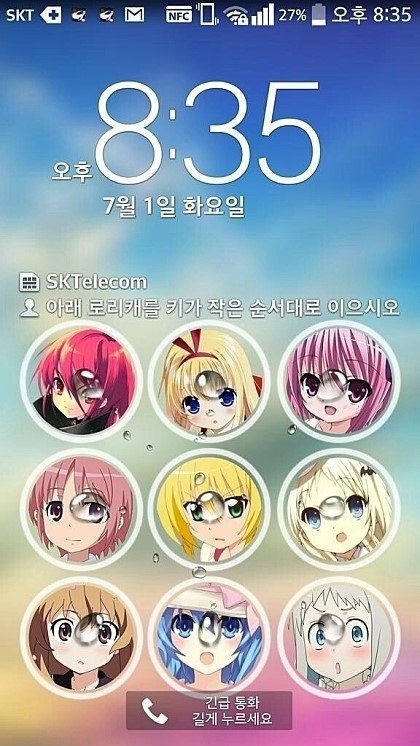 SKT NFC 27% 오후 8:35
오후 8:35
7월 1일 화요일
SKTelecom
아래 로리캐를 키가 작은 순서대로 이으시오
긴급 통화
길게 누르세요